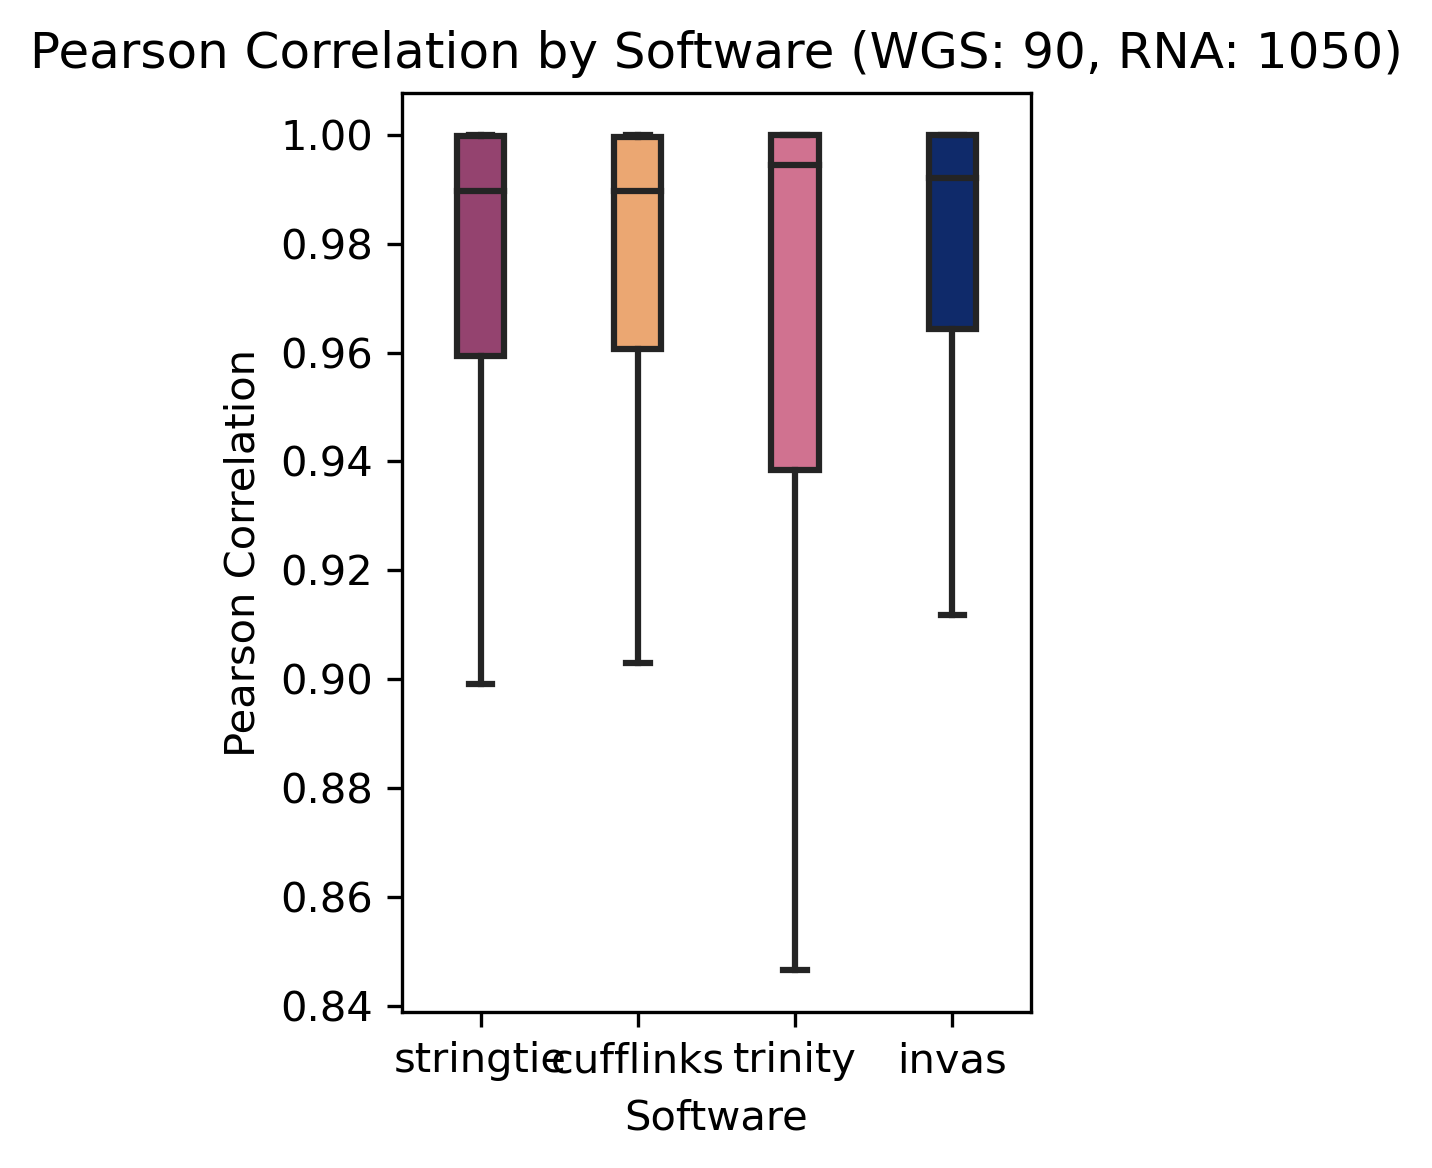 Pearson Correlation by Software (WGS: 90, RNA: 1050)
Pearson Correlation
1.00
0.98
0.96
0.94
0.92
0.90
0.88
0.86
0.84
stringtie cufflinks trinity invas
Software